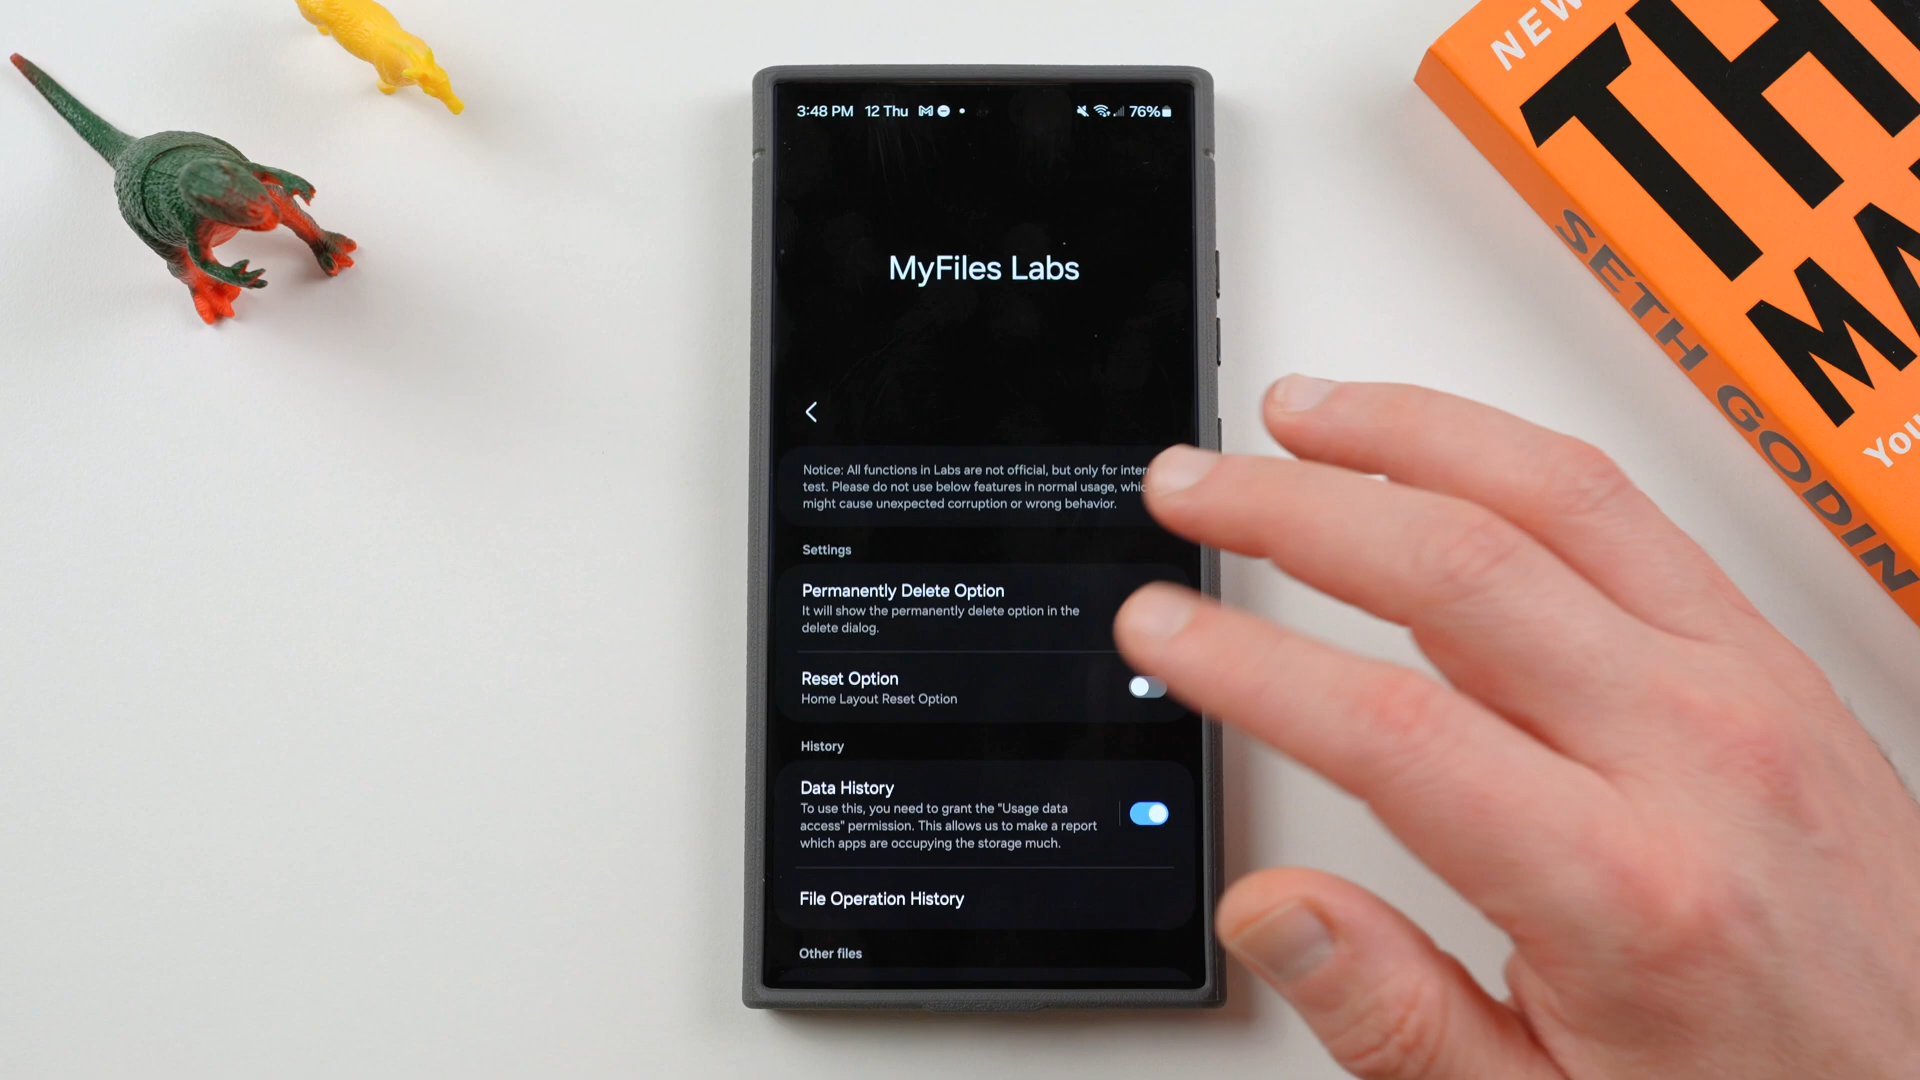 3:48 PM 12 Thu
76%
MyFiles Labs
Notice: All functions in Labs are not official, but only for
test. Please do not use below features in normal usage,
might cause unexpected corruption or wrong behavior.
Settings
Permanently Delete Option
It will show the permanently delete option in the
delete dialog.
Reset Option
Home Layout Reset Option
History
Data History
To use this, you need to grant the "Usage data
access" permission. This allows us to make a report
which apps are occupying the storage much.
File Operation History
Other files
NEW
SETH GODIN